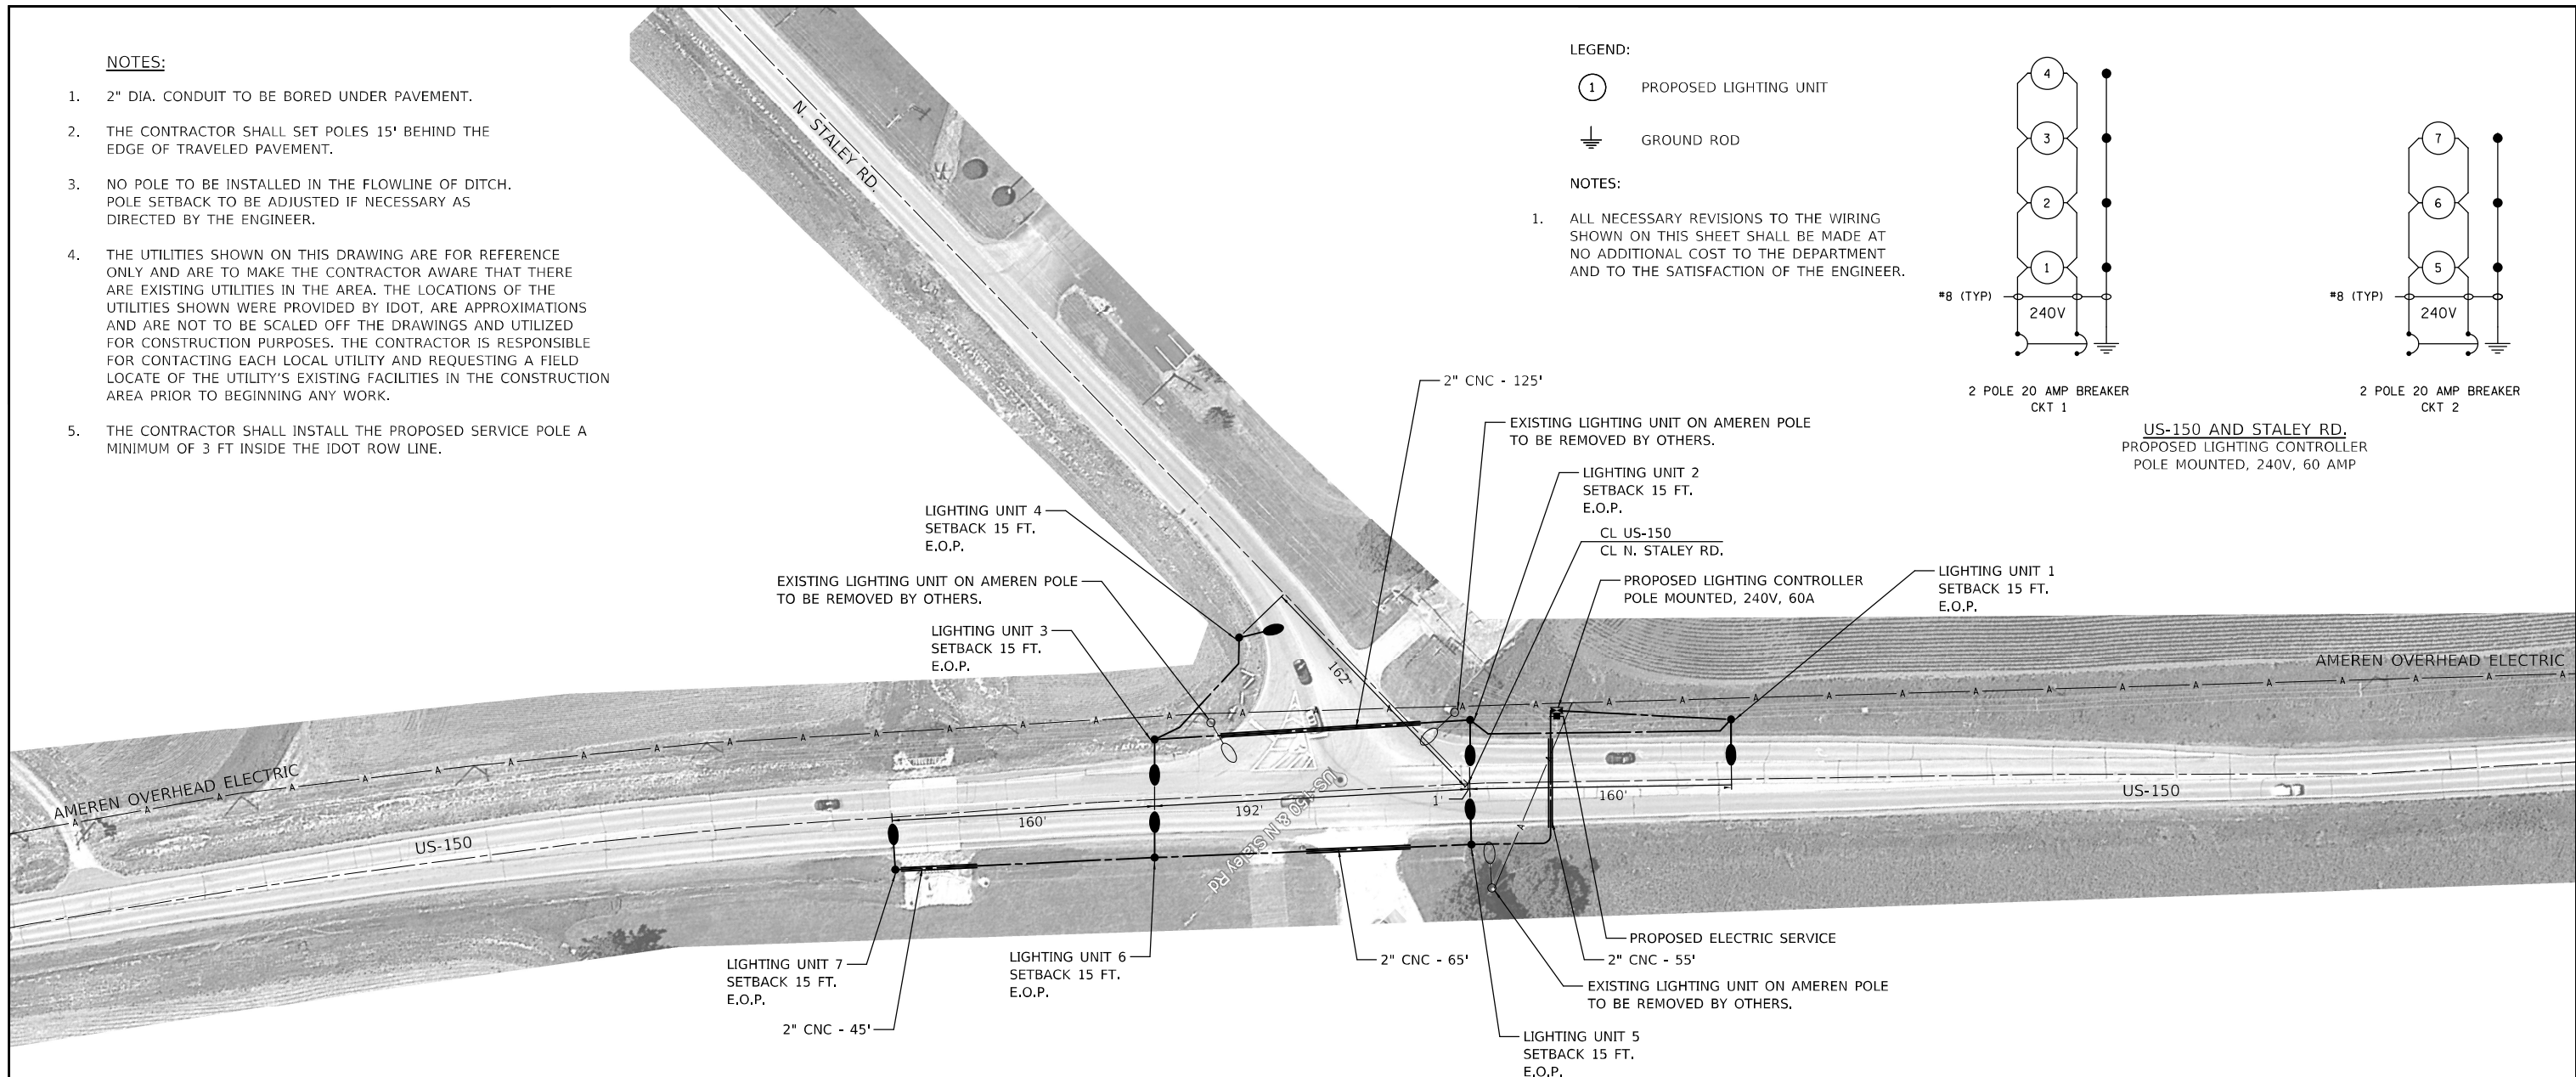 NOTES:
1. 2" DIA. CONDUIT TO BE BORED UNDER PAVEMENT.
2. THE CONTRACTOR SHALL SET POLES 15' BEHIND THE
EDGE OF TRAVELED PAVEMENT.
3. NO POLE TO BE INSTALLED IN THE FLOWLINE OF DITCH.
POLE SETBACK TO BE ADJUSTED IF NECESSARY AS
DIRECTED BY THE ENGINEER.
4. THE UTILITIES SHOWN ON THIS DRAWING ARE FOR REFERENCE
ONLY AND ARE TO MAKE THE CONTRACTOR AWARE THAT THERE
ARE EXISTING UTILITIES IN THE AREA. THE LOCATIONS OF THE
UTILITIES SHOWN WERE PROVIDED BY IDOT, ARE APPROXIMATIONS
AND ARE NOT TO BE SCALED OFF THE DRAWINGS AND UTILIZED
FOR CONSTRUCTION PURPOSES. THE CONTRACTOR IS RESPONSIBLE
FOR CONTACTING EACH LOCAL UTILITY AND REQUESTING A FIELD
LOCATE OF THE UTILITY'S EXISTING FACILITIES IN THE CONSTRUCTION
AREA PRIOR TO BEGINNING ANY WORK.
5. THE CONTRACTOR SHALL INSTALL THE PROPOSED SERVICE POLE A
MINIMUM OF 3 FT INSIDE THE IDOT ROW LINE.
N. STALEY RD.
LEGEND:
1 PROPOSED LIGHTING UNIT
GROUND ROD
NOTES:
1. ALL NECESSARY REVISIONS TO THE WIRING
SHOWN ON THIS SHEET SHALL BE MADE AT
NO ADDITIONAL COST TO THE DEPARTMENT
AND TO THE SATISFACTION OF THE ENGINEER.
4
3
2
1
#8 (TYP)
240V
2 POLE 20 AMP BREAKER
CKT 1
7
6
5
#8 (TYP)
240V
2 POLE 20 AMP BREAKER
CKT 2
US-150 AND STALEY RD.
PROPOSED LIGHTING CONTROLLER
POLE MOUNTED, 240V, 60 AMP
2" CNC - 125'
EXISTING LIGHTING UNIT ON AMEREN POLE
TO BE REMOVED BY OTHERS.
LIGHTING UNIT 2
SETBACK 15 FT.
E.O.P.
CL US-150
CL N. STALEY RD.
PROPOSED LIGHTING CONTROLLER
POLE MOUNTED, 240V, 60A
LIGHTING UNIT 1
SETBACK 15 FT.
E.O.P.
LIGHTING UNIT 4
SETBACK 15 FT.
E.O.P.
EXISTING LIGHTING UNIT ON AMEREN POLE
TO BE REMOVED BY OTHERS.
LIGHTING UNIT 3
SETBACK 15 FT.
E.O.P.
162'
AMEREN OVERHEAD ELECTRIC
A A A A A A A A A A A A A A A
AMEREN OVERHEAD ELECTRIC
A A A A A A A A A A A A A A A A A A A A A
US-150
160'
192'
1'
160'
US-150
US-150 & N Staley Rd
A
LIGHTING UNIT 7
SETBACK 15 FT.
E.O.P.
2" CNC - 45'
LIGHTING UNIT 6
SETBACK 15 FT.
E.O.P.
2" CNC - 65'
PROPOSED ELECTRIC SERVICE
2" CNC - 55'
EXISTING LIGHTING UNIT ON AMEREN POLE
TO BE REMOVED BY OTHERS.
LIGHTING UNIT 5
SETBACK 15 FT.
E.O.P.